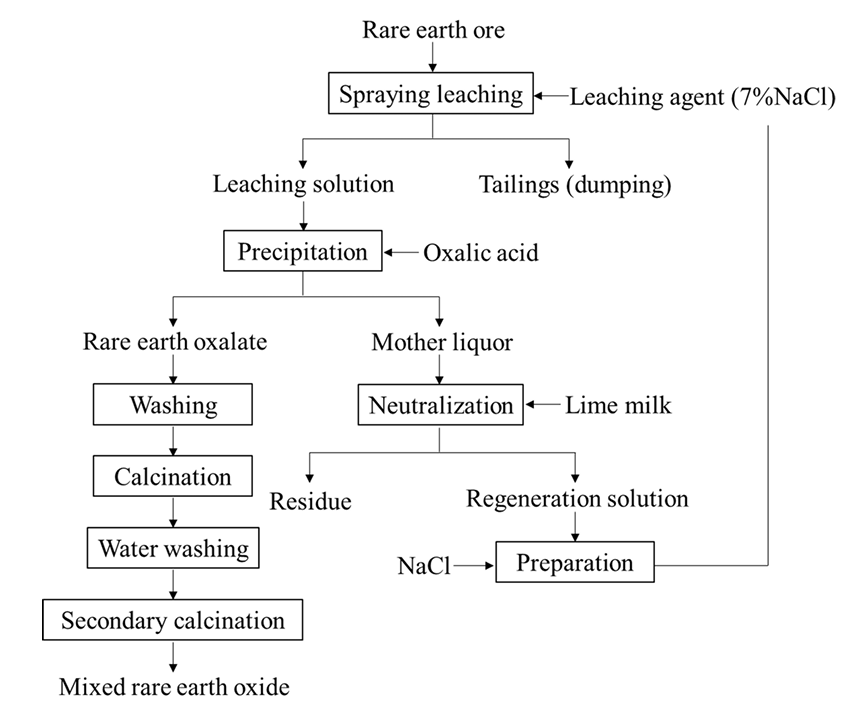 Rare earth ore
Spraying leaching
Leaching agent (7%NaCl)
Leaching solution
Tailings (dumping)
Precipitation
Oxalic acid
Rare earth oxalate
Mother liquor
Washing
Neutralization
Lime milk
Calcination
Residue
Regeneration solution
Water washing
NaCl
Preparation
Secondary calcination
Mixed rare earth oxide